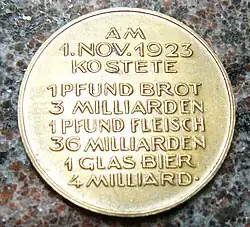 AM
1. NOV. 1923
KOSTETE
1 PFUND BROT
3 MILLIARDEN
1 PFUND FLEISCH
36 MILLIARDEN
1 GLAS BIER
4 MILLIARD·